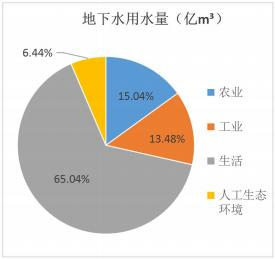 地下水用水量（亿m³）
6.44%
15.04%
13.48%
65.04%
农业
工业
生活
人工生态
环境